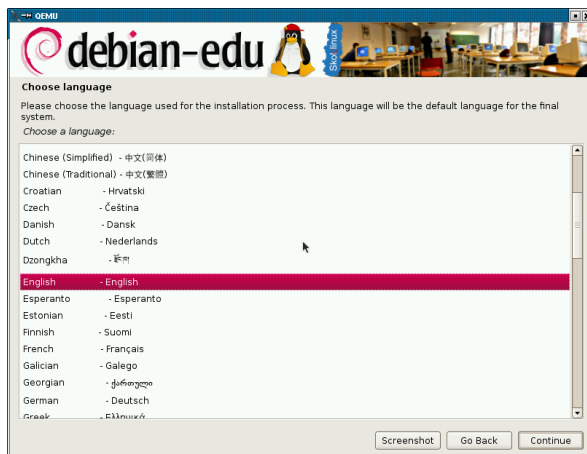 QEMU
debian-edu
Skolelinux
Choose language
Please choose the language used for the installation process. This language will be the default language for the final
system.
Choose a language:
Chinese (Simplified) - 中文(简体)
Chinese (Traditional) - 中文(繁體)
Croatian - Hrvatski
Czech - Čeština
Danish - Dansk
Dutch - Nederlands
Dzongkha - རྫོང་ཁ།
English - English
Esperanto - Esperanto
Estonian - Eesti
Finnish - Suomi
French - Français
Galician - Galego
Georgian - ქართული
German - Deutsch
Greek - Ελληνικά
Screenshot Go Back Continue